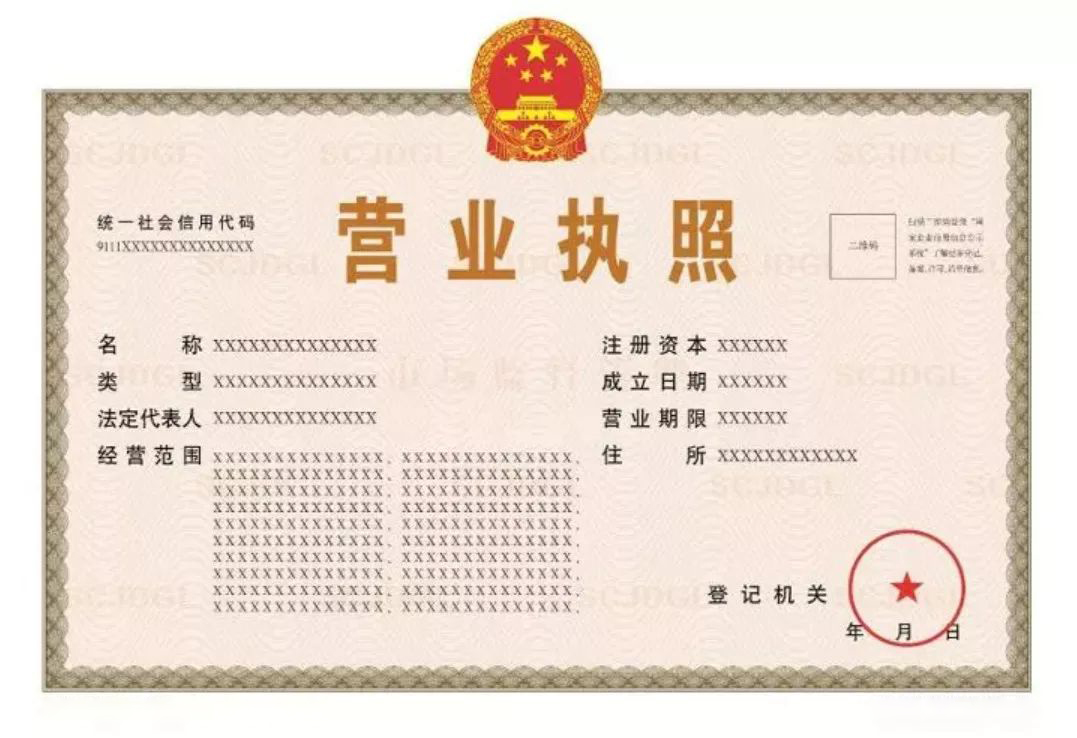 营业执照
统一社会信用代码
9111XXXXXXXXXXXXXX
二维码
扫描二维码登录“国
家企业信用信息公示
系统”了解更多登记、
备案、许可、监管信息。
名称 XXXXXXXXXXXXXX
类型 XXXXXXXXXXXXXX
法定代表人 XXXXXXXXXXXXXX
经营范围 XXXXXXXXXXXXXX、XXXXXXXXXXXXXX、
XXXXXXXXXXXXXX、XXXXXXXXXXXXXX、
XXXXXXXXXXXXXX、XXXXXXXXXXXXXX、
XXXXXXXXXXXXXX、XXXXXXXXXXXXXX、
XXXXXXXXXXXXXX、XXXXXXXXXXXXXX、
XXXXXXXXXXXXXX、XXXXXXXXXXXXXX、
XXXXXXXXXXXXXX、XXXXXXXXXXXXXX、
XXXXXXXXXXXXXX、XXXXXXXXXXXXXX、
XXXXXXXXXXXXXX、XXXXXXXXXXXXXX、
XXXXXXXXXXXXXX、XXXXXXXXXXXXXX、
注册资本 XXXXXX
成立日期 XXXXXX
营业期限 XXXXXX
住所 XXXXXXXXXXXX
登记机关
年 月 日
SCJDGL